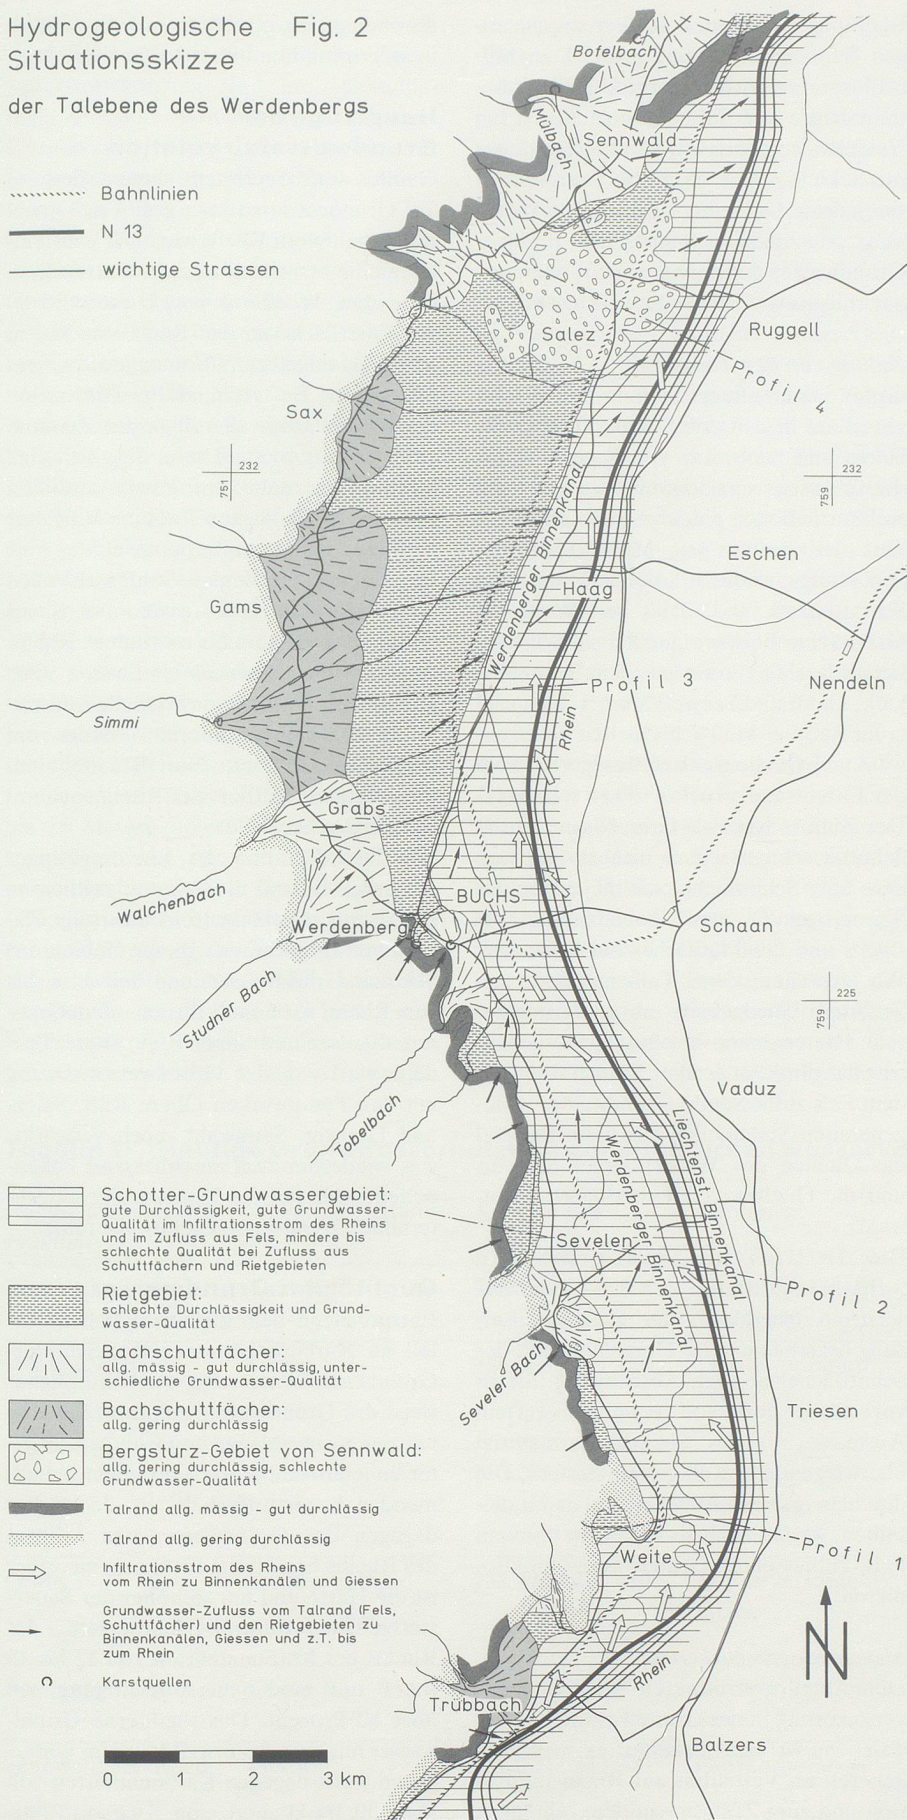 Hydrogeologische Fig. 2
Situationsskizze
der Talebene des Werdenbergs
Bahnlinien
N 13
wichtige Strassen
Bofelbach
Mülbach
Sennwald
Salez
Ruggell
Profil 4
Sax
232
751
232
759
Werdenberger Binnenkanal
Eschen
Haag
Gams
Profil 3
Nendeln
Simmi
Rhein
Grabs
BUCHS
Walchenbach
Werdenberg
Schaan
Studner Bach
225
759
Tobelbach
Vaduz
Liechtenst. Binnenkanal
Werdenberger Binnenkanal
Sevelen
Profil 2
Seveler Bach
Triesen
Weite
Profil 1
Rhein
Trübbach
Balzers
N
Schotter-Grundwassergebiet:
gute Durchlässigkeit, gute Grundwasser-
Qualität im Infiltrationsstrom des Rheins
und im Zufluss aus Fels, mindere bis
schlechte Qualität bei Zufluss aus
Schuttfächern und Rietgebieten
Rietgebiet:
schlechte Durchlässigkeit und Grund-
wasser-Qualität
Bachschuttfächer:
allg. mässig - gut durchlässig, unter-
schiedliche Grundwasser-Qualität
Bachschuttfächer:
allg. gering durchlässig
Bergsturz-Gebiet von Sennwald:
allg. gering durchlässig, schlechte
Grundwasser-Qualität
Talrand allg. mässig - gut durchlässig
Talrand allg. gering durchlässig
Infiltrationsstrom des Rheins
vom Rhein zu Binnenkanälen und Giessen
Grundwasser-Zufluss vom Talrand (Fels,
Schuttfächer) und den Rietgebieten zu
Binnenkanälen, Giessen und z.T. bis
zum Rhein
Karstquellen
0 1 2 3 km